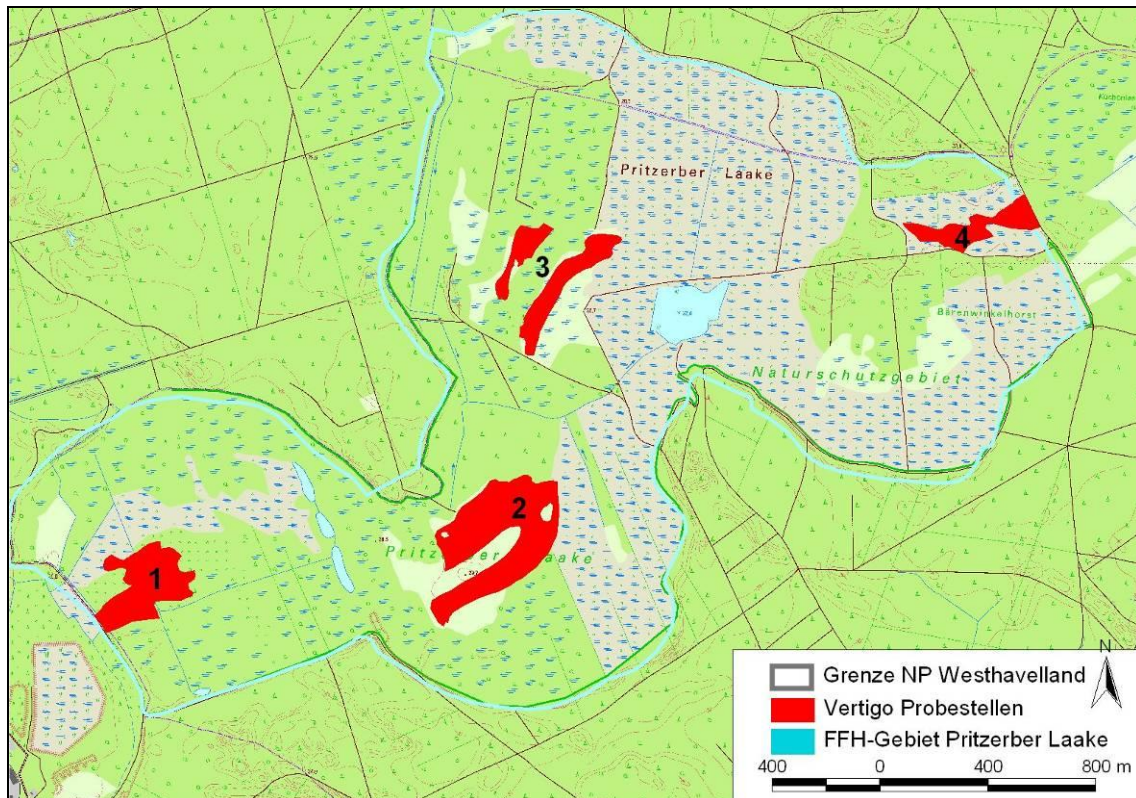 Pritzerber Laake
3
4
Bärenwinkelhorst
Naturschutzgebiet
2
Pritzerber Laake
1
N
Grenze NP Westhavelland
Vertigo Probestellen
FFH-Gebiet Pritzerber Laake
400 0 400 800 m